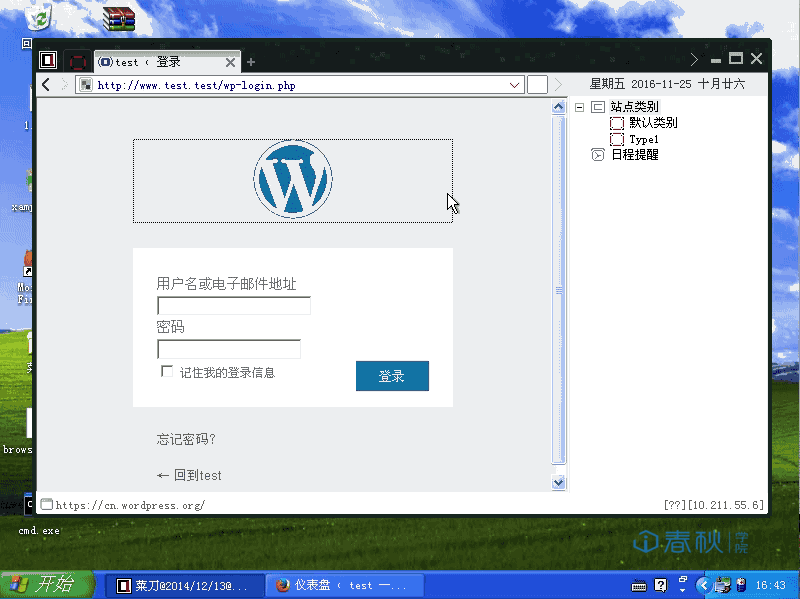 test ‹ 登录
http://www.test.test/wp-login.php
星期五 2016-11-25 十月廿六
站点类别
默认类别
Type1
日程提醒
用户名或电子邮件地址
密码
记住我的登录信息
登录
忘记密码?
← 回到test
https://cn.wordpress.org/
[??][10.211.55.6]
xam
Fi
brows
cmd.exe
春秋
学院
开始
菜刀@2014/12/13@...
仪表盘 ‹ test —...
16:43